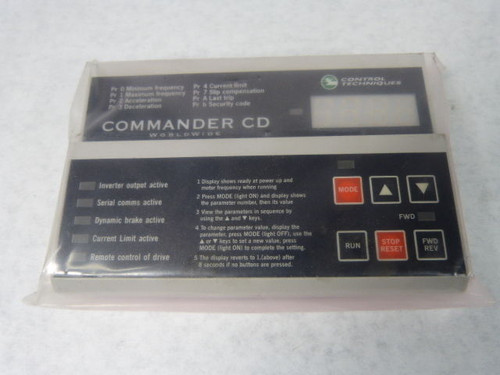 Pr 0 Minimum frequency
Pr 1 Maximum frequency
Pr 2 Acceleration
Pr 3 Deceleration
Pr 4 Current limit
Pr 7 Slip compensation
Pr A Last trip
Pr b Security code
CONTROL
TECHNIQUES
COMMANDER CD
WORLDWIDE
Inverter output active
Serial comms active
Dynamic brake active
Current Limit active
Remote control of drive
1 Display shows ready at power up and
motor frequency when running
2 Press MODE (light ON) and display shows
the parameter number, then its value
3 View the parameters in sequence by
using the ▲ and ▼ keys.
4 To change parameter value, display the
parameter, press MODE (light OFF), use the
▲ or ▼ keys to set a new value, press
MODE (light ON) to complete the setting.
5 The display reverts to 1,(above) after
8 seconds if no buttons are pressed.
MODE
▲
▼
FWD
RUN
STOP
RESET
FWD
REV